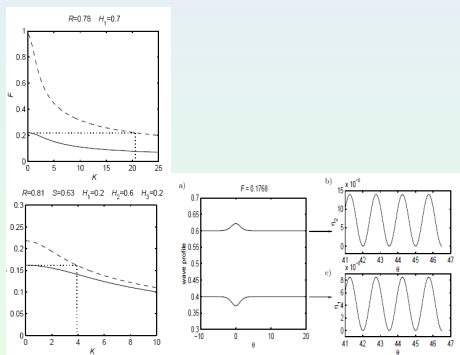 R=0.78 H1=0.7
1
0.8
0.6
0.4
0.2
0
F
0 5 10 15 20 25
K
R=0.81 S=0.63 H1=0.2 H2=0.6 H3=0.2
0.3
0.25
0.2
0.15
0.1
0.05
0
0 2 4 6 8 10
K
a)
F = 0.1768
0.7
0.65
0.6
0.55
0.5
0.45
0.4
0.35
0.3
wave profile
-10 0 10 20
θ
b)
15
10
5
0
η2
41 42 43 44 45 46 47
θ
c)
8
6
4
2
0
η1
41 42 43 44 45 46 47
θ